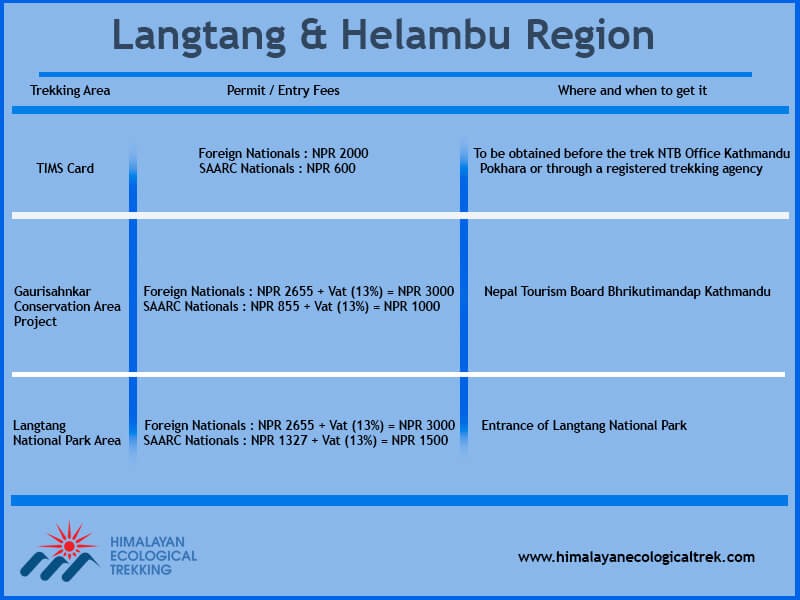 Langtang & Helambu Region
Trekking Area
Permit / Entry Fees
Where and when to get it
TIMS Card
Foreign Nationals : NPR 2000
SAARC Nationals : NPR 600
To be obtained before the trek NTB Office Kathmandu
Pokhara or through a registered trekking agency
Gaurisahnkar
Conservation Area
Project
Foreign Nationals : NPR 2655 + Vat (13%) = NPR 3000
SAARC Nationals : NPR 855 + Vat (13%) = NPR 1000
Nepal Tourism Board Bhrikutimandap Kathmandu
Langtang
National Park Area
Foreign Nationals : NPR 2655 + Vat (13%) = NPR 3000
SAARC Nationals : NPR 1327 + Vat (13%) = NPR 1500
Entrance of Langtang National Park
HIMALAYAN
ECOLOGICAL
TREKKING
www.himalayanecologicaltrek.com